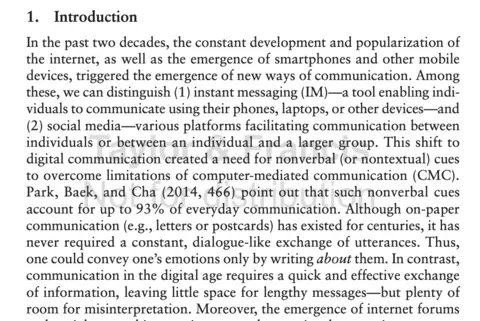 1. Introduction
In the past two decades, the constant development and popularization of
the internet, as well as the emergence of smartphones and other mobile
devices, triggered the emergence of new ways of communication. Among
these, we can distinguish (1) instant messaging (IM)—a tool enabling indi-
viduals to communicate using their phones, laptops, or other devices—and
(2) social media—various platforms facilitating communication between
individuals or between an individual and a larger group. This shift to
digital communication created a need for nonverbal (or nontextual) cues
to overcome limitations of computer-mediated communication (CMC).
Park, Baek, and Cha (2014, 466) point out that such nonverbal cues
account for up to 93% of everyday communication. Although on-paper
communication (e.g., letters or postcards) has existed for centuries, it has
never required a constant, dialogue-like exchange of utterances. Thus,
one could convey one's emotions only by writing about them. In contrast,
communication in the digital age requires a quick and effective exchange
of information, leaving little space for lengthy messages—but plenty of
room for misinterpretation. Moreover, the emergence of internet forums
Taylor & Francis
Not for distribution